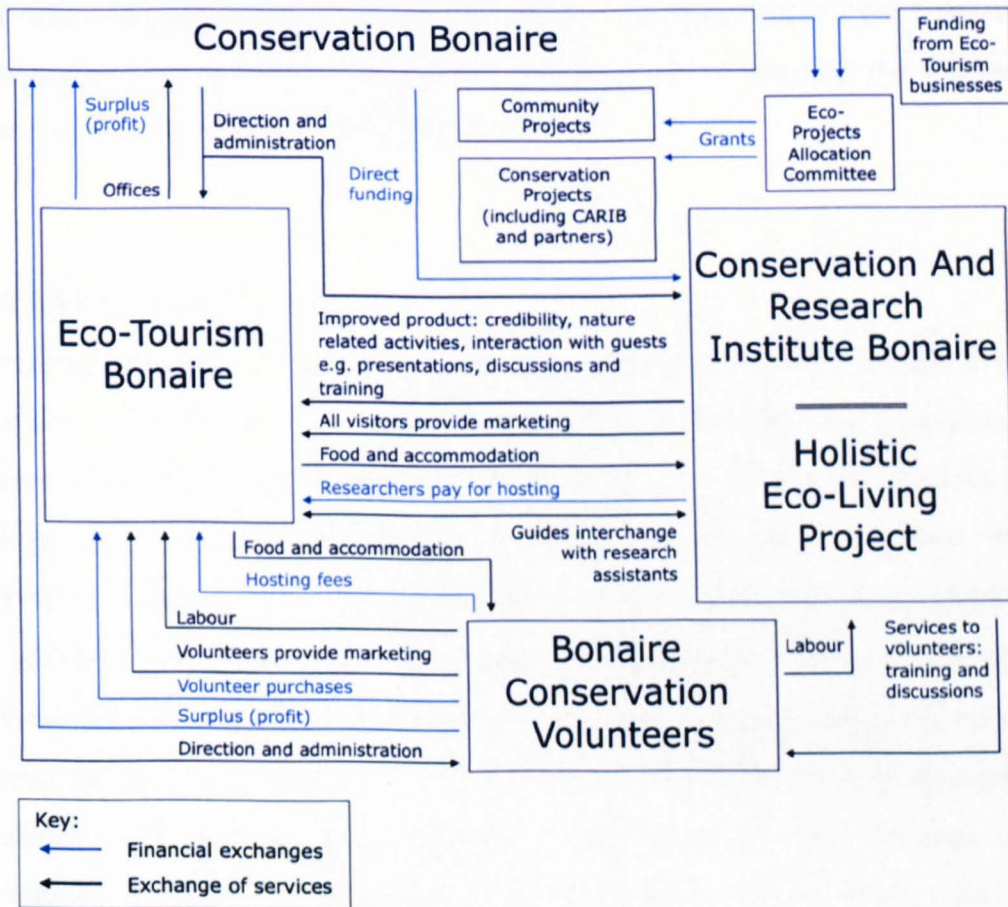 Conservation Bonaire
Funding
from Eco-
Tourism
businesses
Surplus
(profit)
Direction and
administration
Offices
Direct
funding
Community
Projects
Grants
Eco-
Projects
Allocation
Committee
Conservation
Projects
(including CARIB
and partners)
Eco-Tourism
Bonaire
Conservation And
Research
Institute Bonaire
Holistic
Eco-Living
Project
Improved product: credibility, nature
related activities, interaction with guests
e.g. presentations, discussions and
training
All visitors provide marketing
Food and accommodation
Researchers pay for hosting
Guides interchange
with research
assistants
Food and accommodation
Hosting fees
Labour
Volunteers provide marketing
Volunteer purchases
Surplus (profit)
Direction and administration
Bonaire
Conservation
Volunteers
Labour
Services to
volunteers:
training and
discussions
Key:
Financial exchanges
Exchange of services